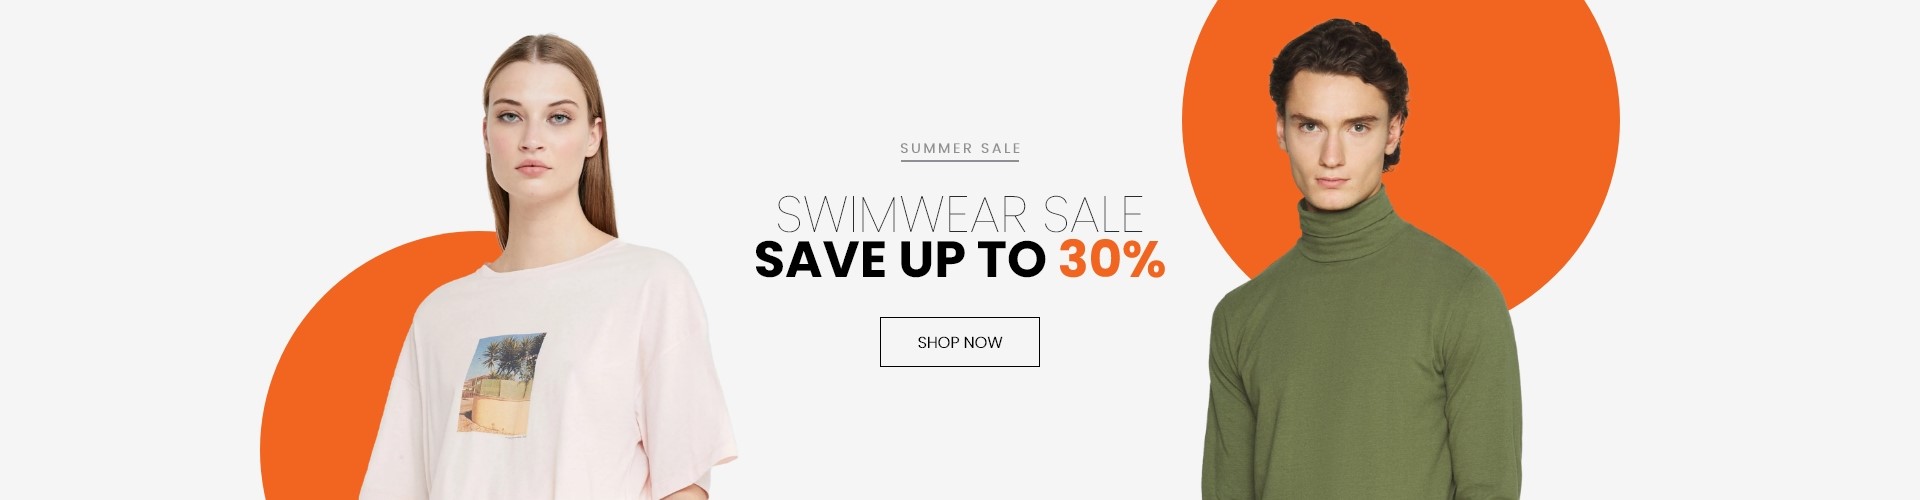 SUMMER SALE
SWIMWEAR SALE
SAVE UP TO 30%
SHOP NOW